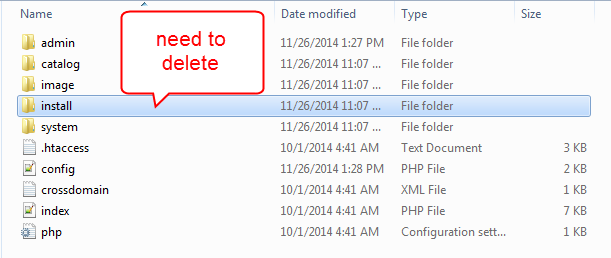 Name Date modified Type Size
need to
delete
admin 11/26/2014 1:27 PM File folder
catalog 11/26/2014 11:07 ... File folder
image 11/26/2014 11:07 ... File folder
install 11/26/2014 11:07 ... File folder
system 11/26/2014 11:07 ... File folder
.htaccess 10/1/2014 4:41 AM Text Document 3 KB
config 11/26/2014 1:28 PM PHP File 2 KB
crossdomain 10/1/2014 4:41 AM XML File 1 KB
index 10/1/2014 4:41 AM PHP File 7 KB
php 10/1/2014 4:41 AM Configuration sett... 1 KB